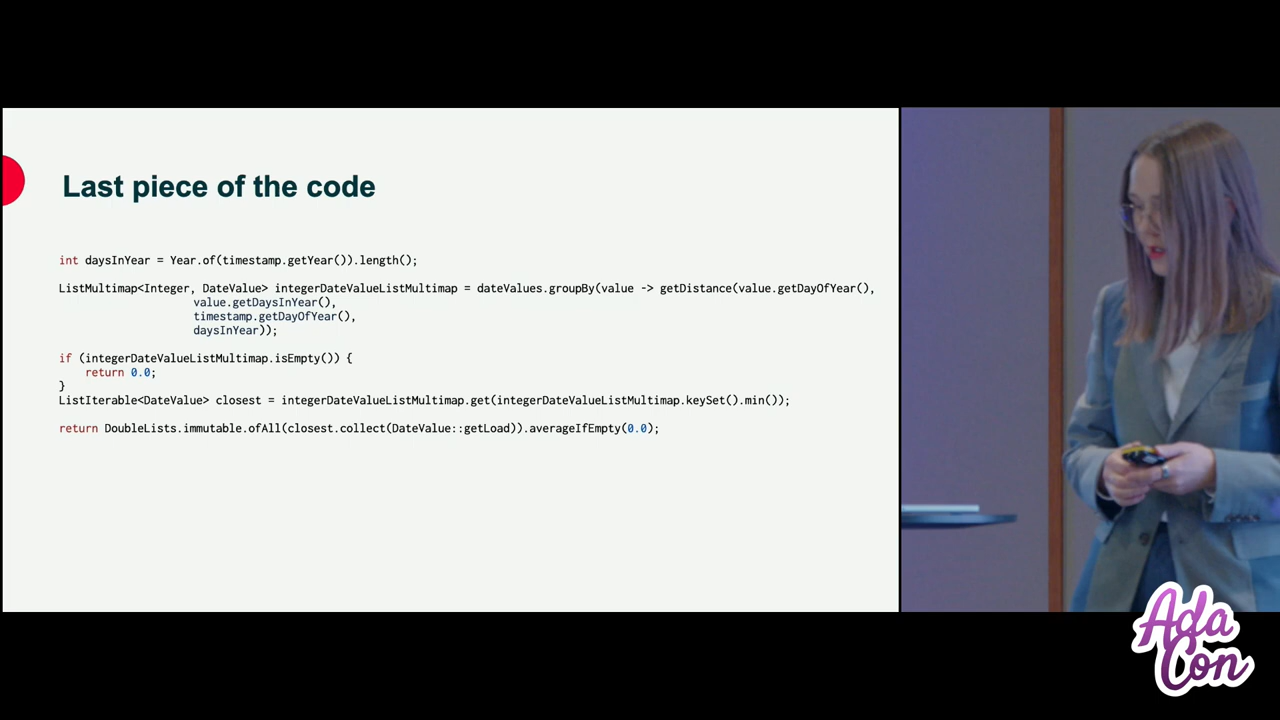 Last piece of the code
int daysInYear = Year.of(timestamp.getYear()).length();
ListMultimap<Integer, DateValue> integerDateValueListMultimap = dateValues.groupBy(value -> getDistance(value.getDayOfYear(),
value.getDaysInYear(),
timestamp.getDayOfYear(),
daysInYear));
if (integerDateValueListMultimap.isEmpty()) {
return 0.0;
}
ListIterable<DateValue> closest = integerDateValueListMultimap.get(integerDateValueListMultimap.keySet().min());
return DoubleLists.immutable.ofAll(closest.collect(DateValue::getLoad)).averageIfEmpty(0.0);
Ada
Con